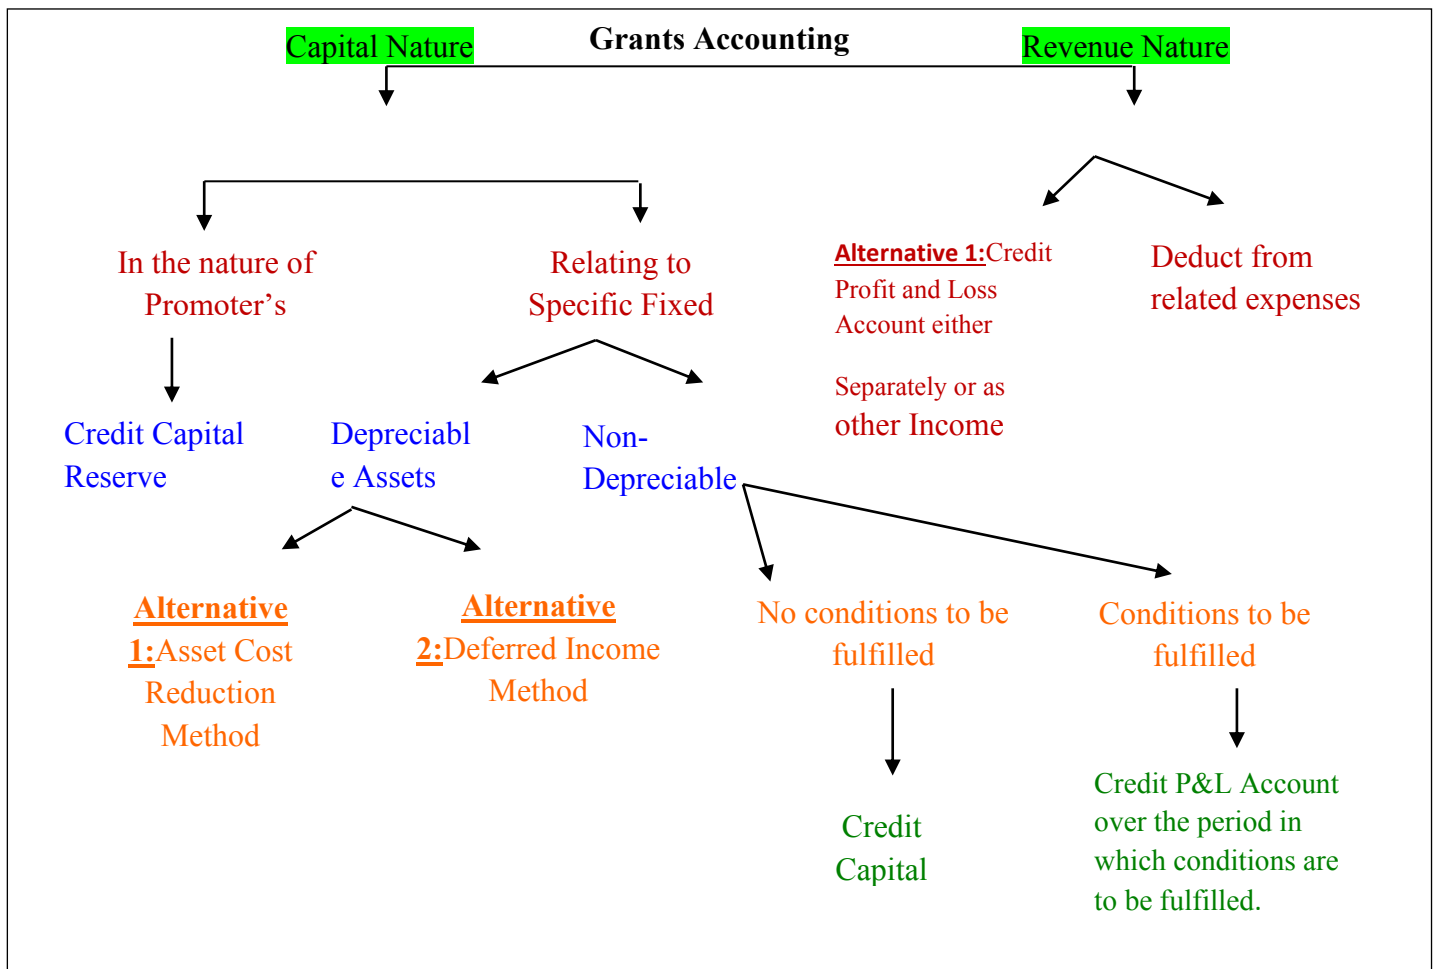 Capital Nature
Grants Accounting
Revenue Nature
In the nature of
Promoter’s
Relating to
Specific Fixed
Alternative 1:Credit
Profit and Loss
Account either
Separately or as
other Income
Deduct from
related expenses
Credit Capital
Reserve
Depreciabl
e Assets
Non-
Depreciable
Alternative
1:Asset Cost
Reduction
Method
Alternative
2:Deferred Income
Method
No conditions to be
fulfilled
Conditions to be
fulfilled
Credit
Capital
Credit P&L Account
over the period in
which conditions are
to be fulfilled.